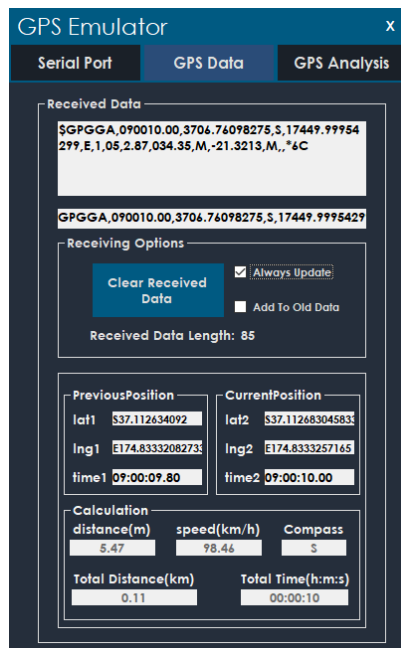 GPS Emulator x
Serial Port GPS Data GPS Analysis
Received Data
$GPGGA,090010.00,3706.76098275,S,17449.99954
299,E,1,05,2.87,034.35,M,-21.3213,M,,*6C
GPGGA,090010.00,3706.76098275,S,17449.9995429
Receiving Options
Clear Received
Data
Always Update
Add To Old Data
Received Data Length: 85
PreviousPosition CurrentPosition
lat1 S37.112634092 lat2 S37.11268304583
lng1 E174.8333208273 lng2 E174.8333257165
time1 09:00:09.80 time2 09:00:10.00
Calculation
distance(m) speed(km/h) Compass
5.47 98.46 S
Total Distance(km) Total Time(h:m:s)
0.11 00:00:10